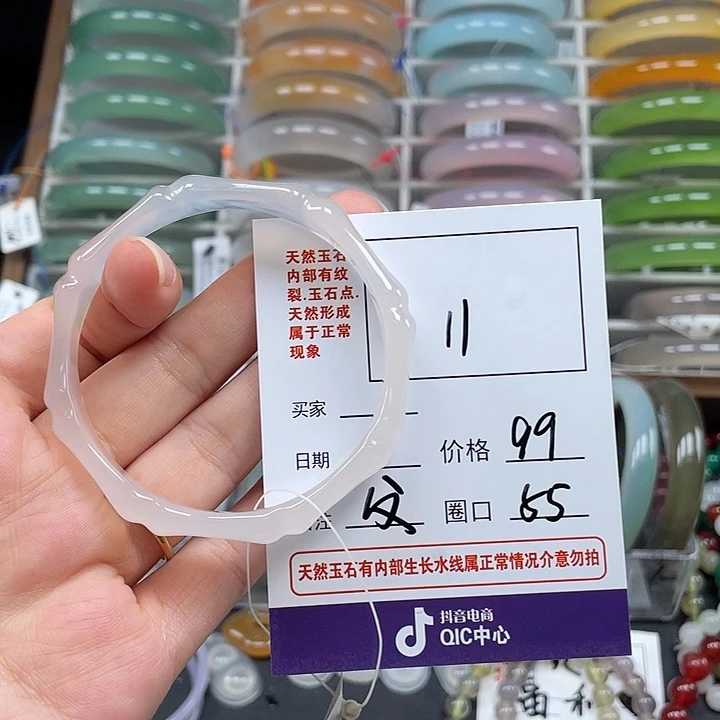 天然玉石
内部有纹
裂.玉石点.
天然形成
属于正常
现象
11
买家
日期
价格 99
注
圈口 55
天然玉石有内部生长水线属正常情况介意勿拍
抖音电商
QIC中心